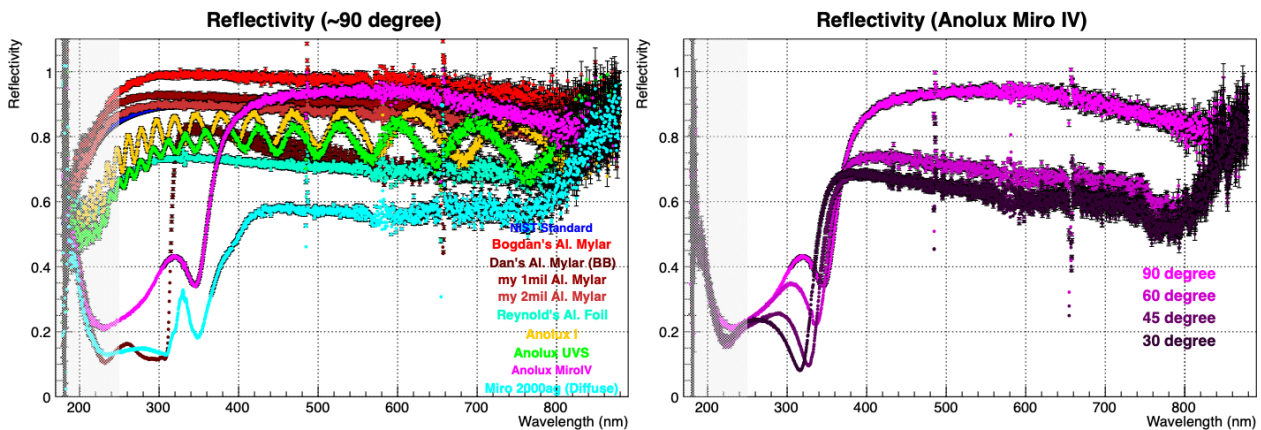 Reflectivity (~90 degree)
Reflectivity
1
0.8
0.6
0.4
0.2
0
NIST Standard
Bogdan's Al. Mylar
Dan's Al. Mylar (BB)
my 1mil Al. Mylar
my 2mil Al. Mylar
Reynold's Al. Foil
Anolux I
Anolux UVS
Anolux MiroIV
Miro 2000ag (Diffuse)
200 300 400 500 600 700 800
Wavelength (nm)
Reflectivity (Anolux Miro IV)
Reflectivity
1
0.8
0.6
0.4
0.2
0
90 degree
60 degree
45 degree
30 degree
200 300 400 500 600 700 800
Wavelength (nm)